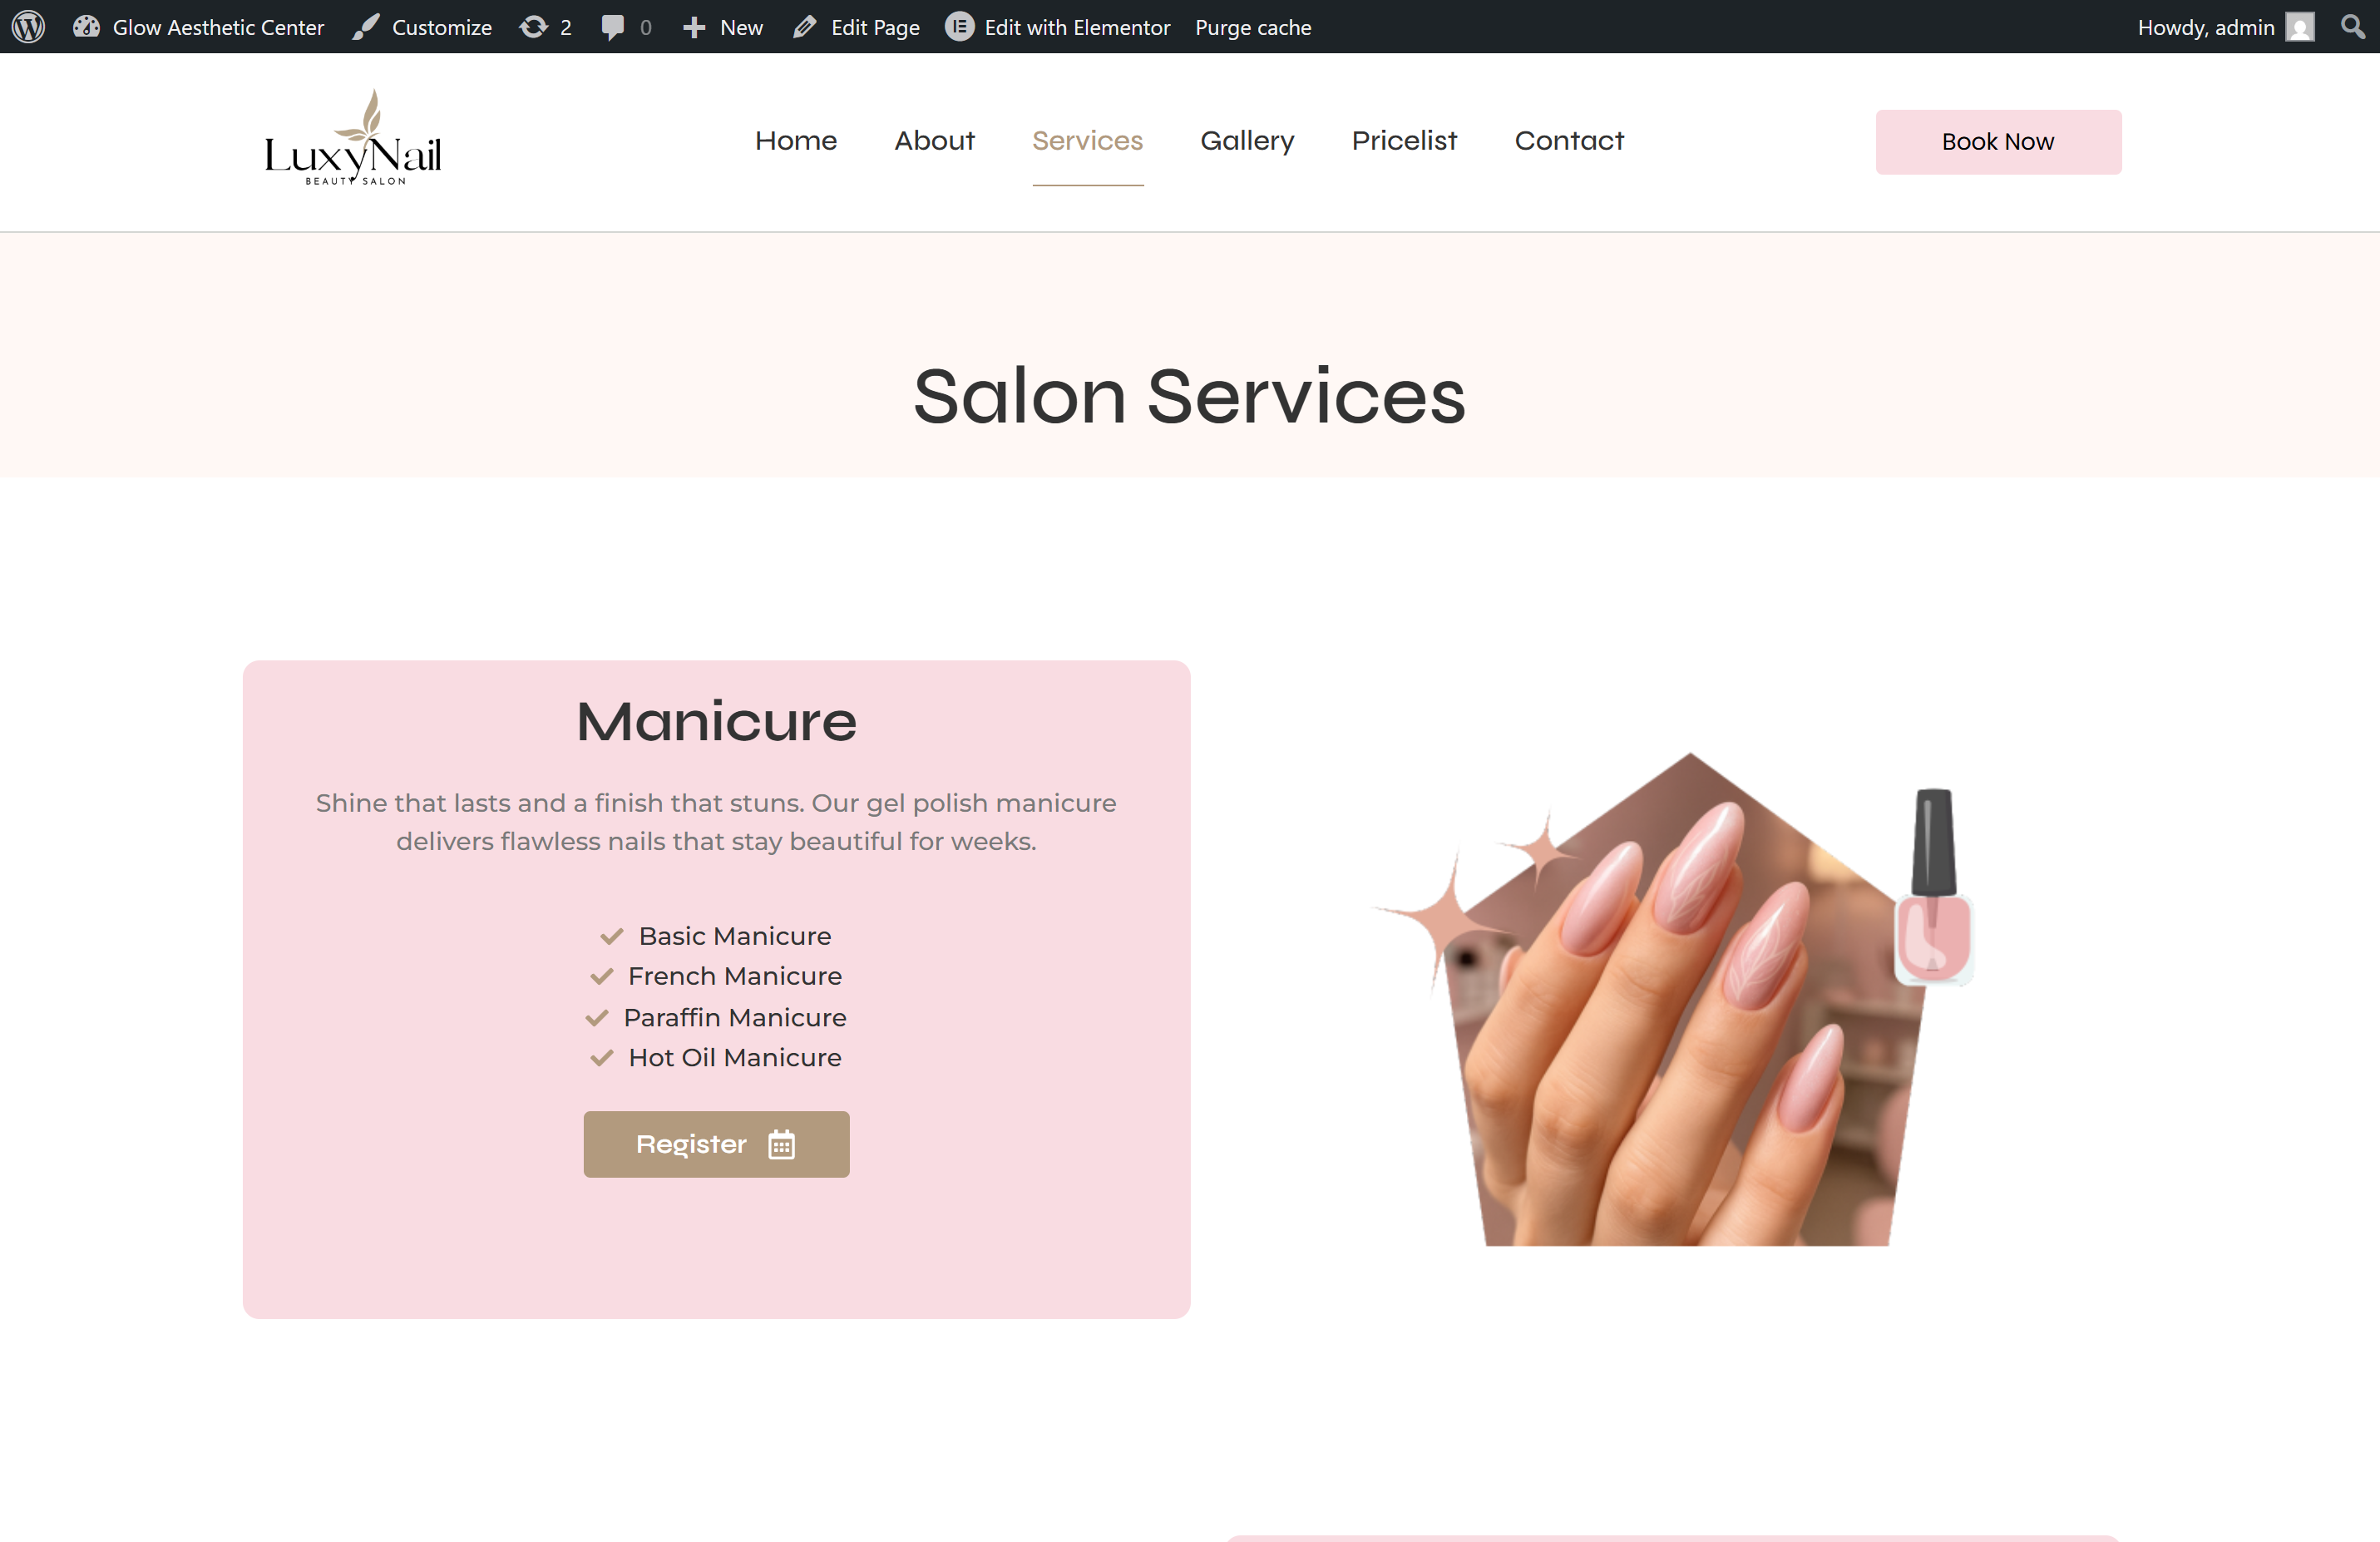 Glow Aesthetic Center Customize 2 0 New Edit Page Edit with Elementor Purge cache Howdy, admin
LuxyNail
BEAUTY SALON
Home About Services Gallery Pricelist Contact Book Now
Salon Services
Manicure
Shine that lasts and a finish that stuns. Our gel polish manicure
delivers flawless nails that stay beautiful for weeks.
Basic Manicure
French Manicure
Paraffin Manicure
Hot Oil Manicure
Register